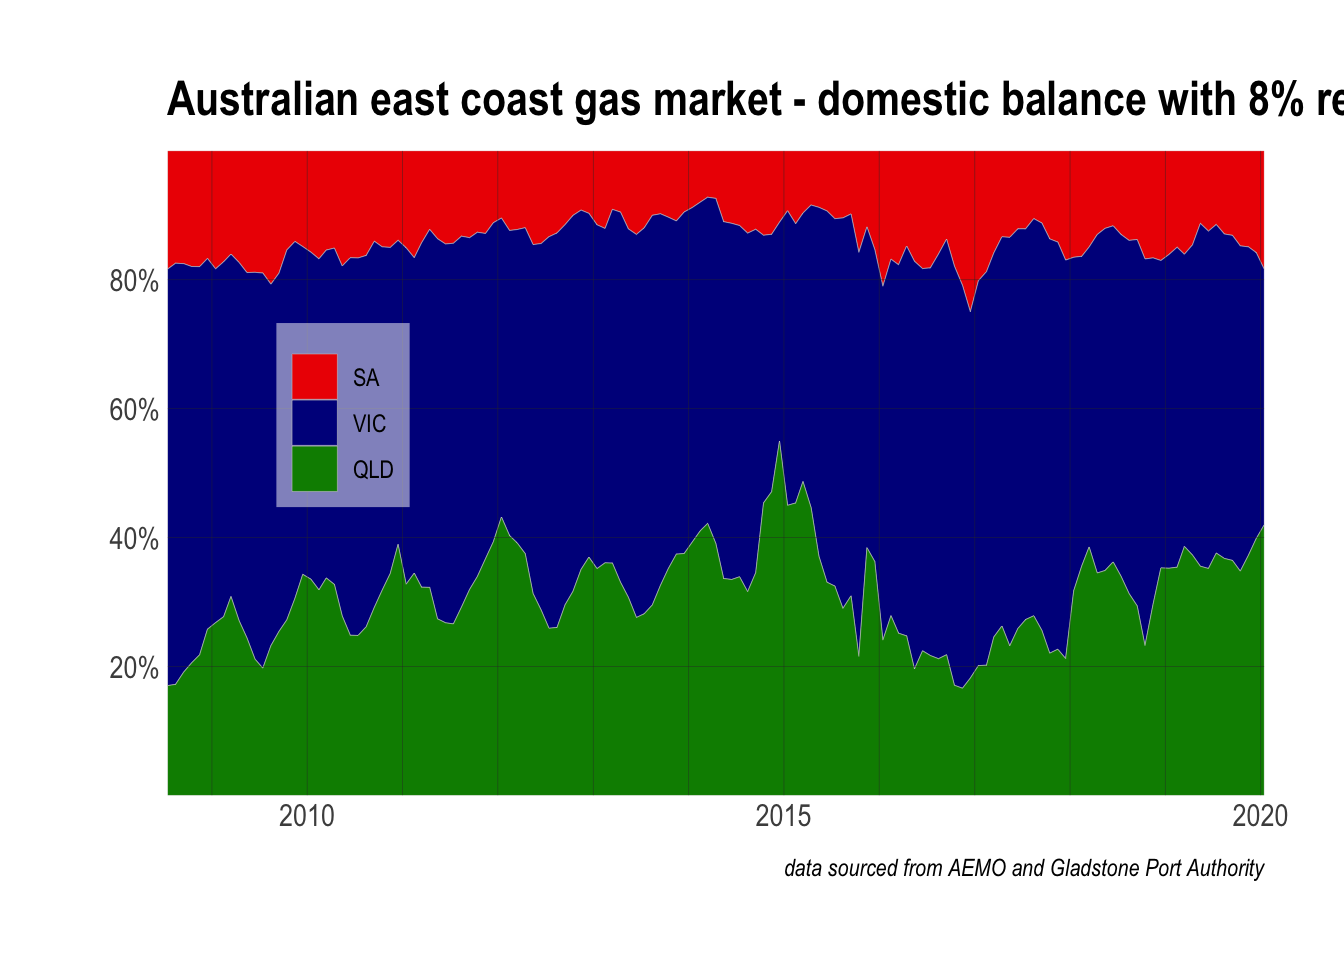 Australian east coast gas market - domestic balance with 8% re
80%
60%
40%
20%
SA
VIC
QLD
2010
2015
2020
data sourced from AEMO and Gladstone Port Authority